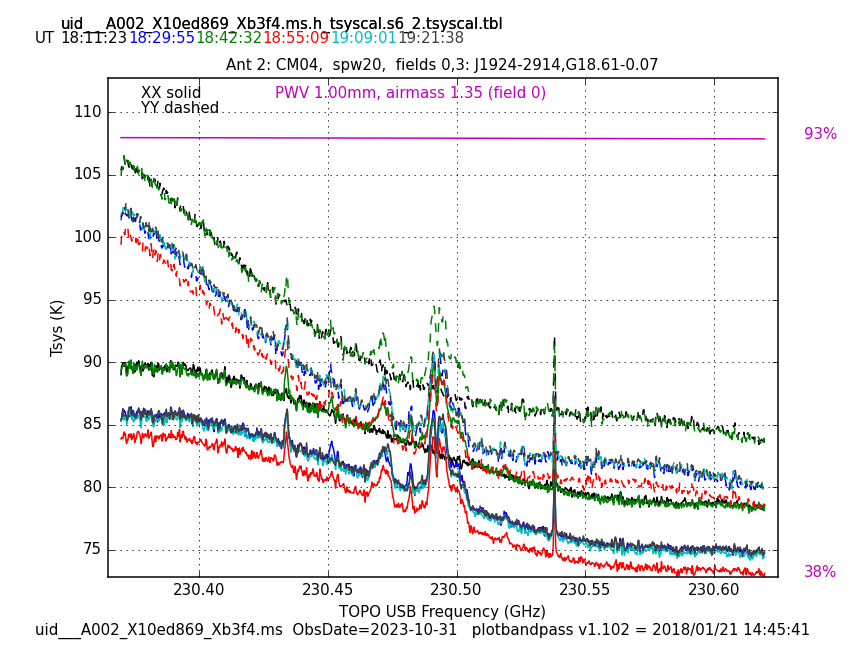 uid___A002_X10ed869_Xb3f4.ms.h_tsyscal.s6_2.tsyscal.tbl
UT 18:11:23 18:29:55 18:42:32 18:55:09 19:09:01 19:21:38
Ant 2: CM04, spw20, fields 0,3: J1924-2914,G18.61-0.07
XX solid PWV 1.00mm, airmass 1.35 (field 0)
YY dashed
110
93%
105
100
95
90
85
80
75
38%
Tsys (K)
230.40 230.45 230.50 230.55 230.60
TOPO USB Frequency (GHz)
uid___A002_X10ed869_Xb3f4.ms ObsDate=2023-10-31 plotbandpass v1.102 = 2018/01/21 14:45:41